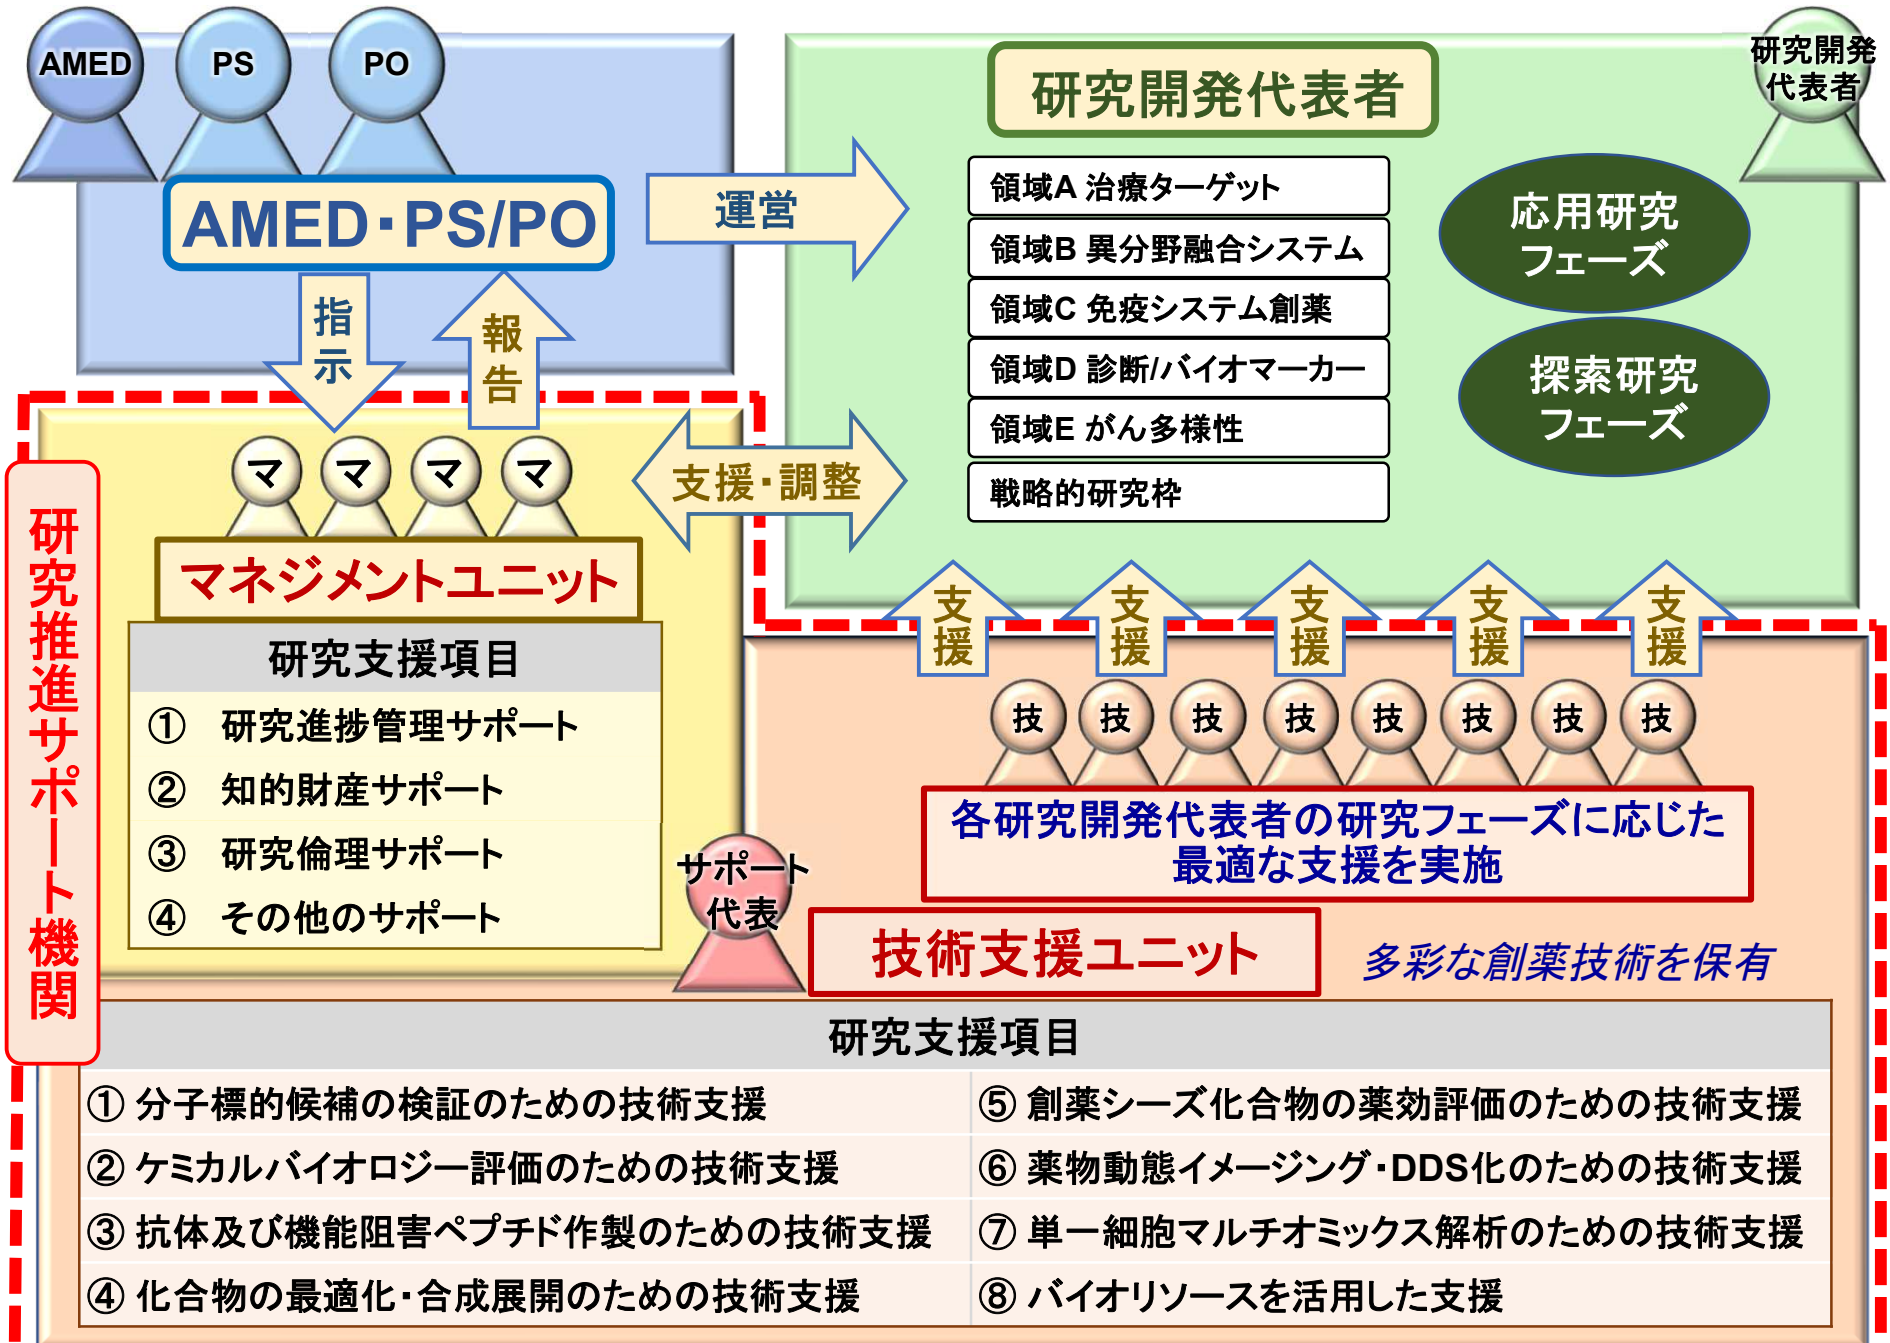 AMED
PS
PO
AMED・PS/PO
運営
指示
報告
研究開発代表者
研究開発
代表者
領域A 治療ターゲット
領域B 異分野融合システム
領域C 免疫システム創薬
領域D 診断/バイオマーカー
領域E がん多様性
戦略的研究枠
応用研究
フェーズ
探索研究
フェーズ
研究推進サポート機関
マ
マ
マ
マ
マネジメントユニット
支援・調整
研究支援項目
① 研究進捗管理サポート
② 知的財産サポート
③ 研究倫理サポート
④ その他のサポート
サポート
代表
支援
支援
支援
支援
支援
技
技
技
技
技
技
技
技
各研究開発代表者の研究フェーズに応じた
最適な支援を実施
技術支援ユニット
多彩な創薬技術を保有
研究支援項目
① 分子標的候補の検証のための技術支援
② ケミカルバイオロジー評価のための技術支援
③ 抗体及び機能阻害ペプチド作製のための技術支援
④ 化合物の最適化・合成展開のための技術支援
⑤ 創薬シーズ化合物の薬効評価のための技術支援
⑥ 薬物動態イメージング・DDS化のための技術支援
⑦ 単一細胞マルチオミックス解析のための技術支援
⑧ バイオリソースを活用した支援